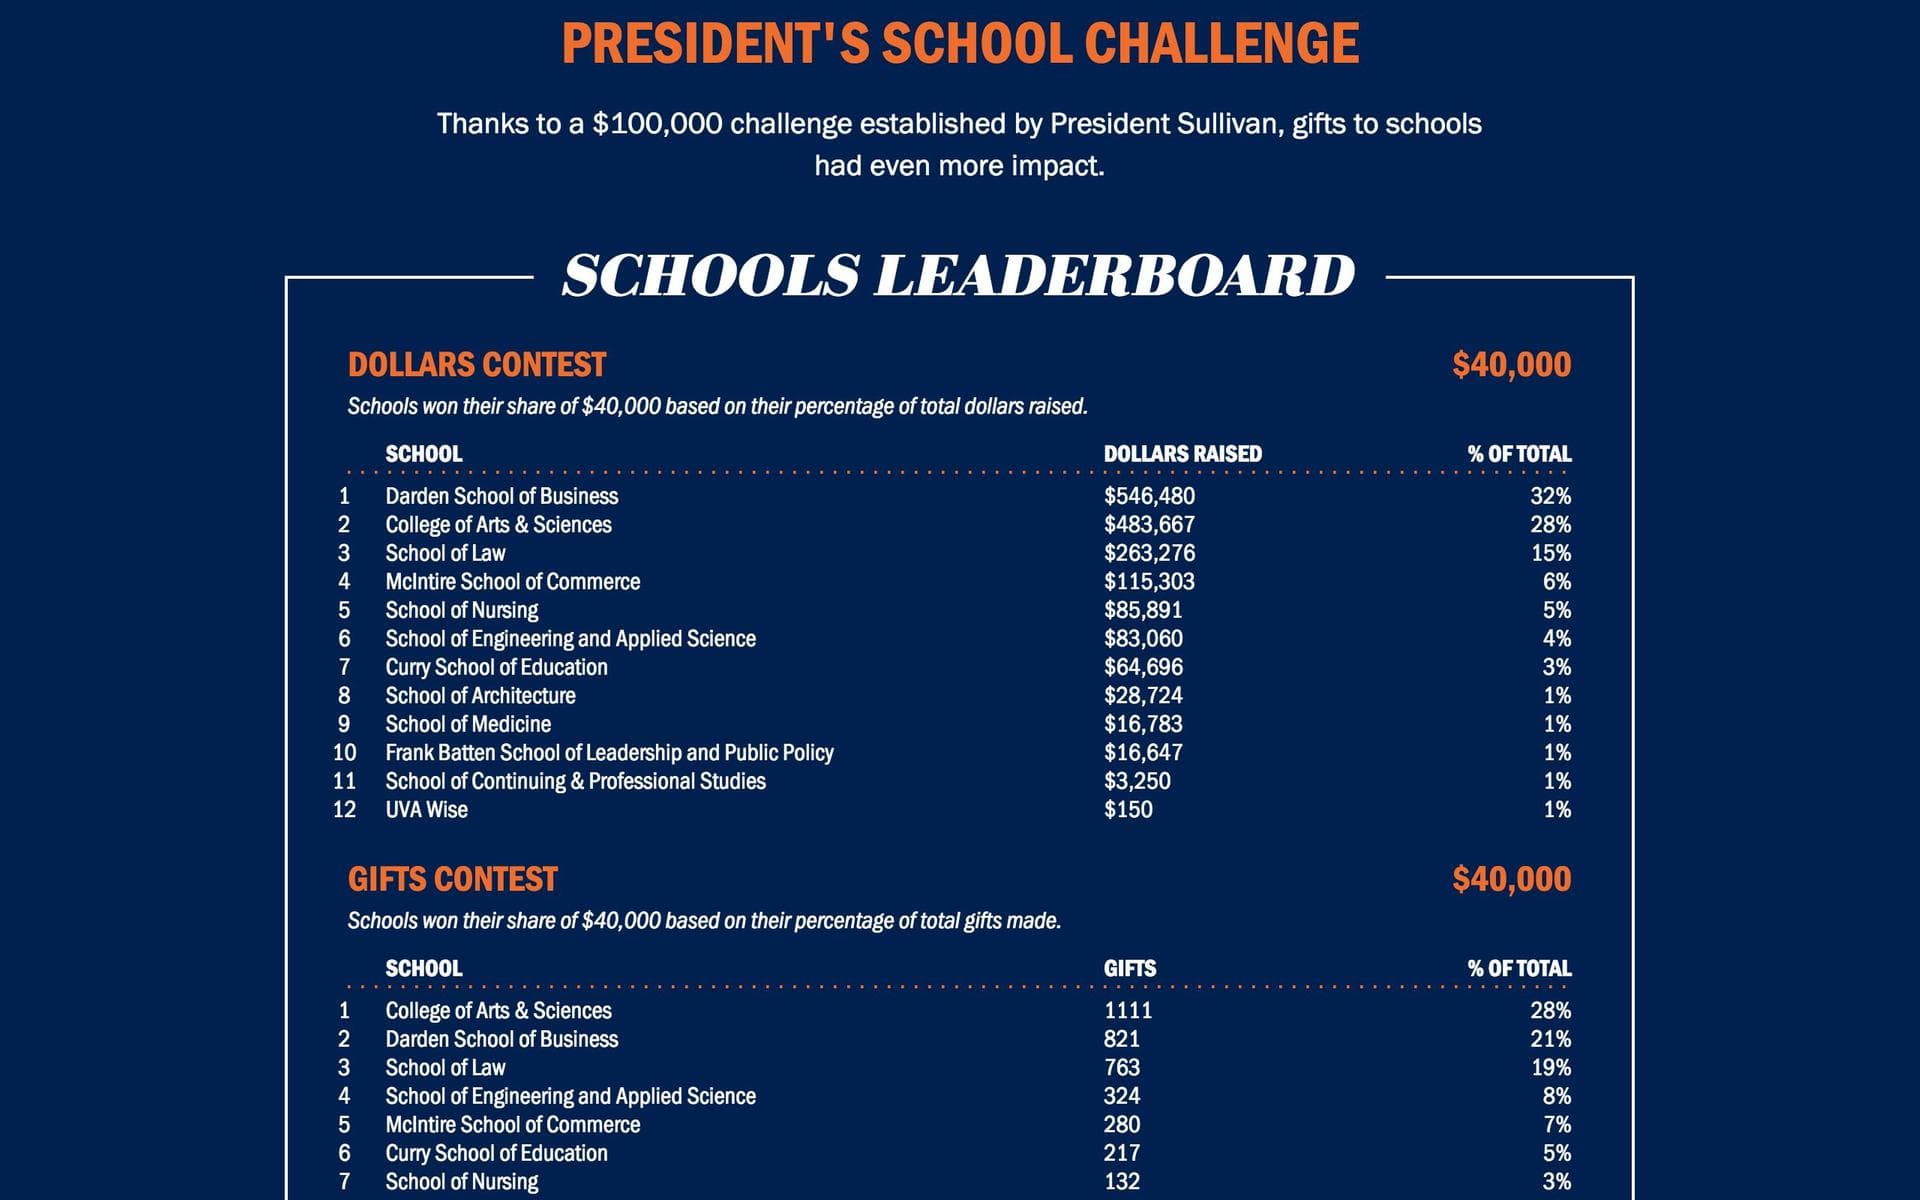 PRESIDENT'S SCHOOL CHALLENGE
Thanks to a $100,000 challenge established by President Sullivan, gifts to schools
had even more impact.
SCHOOLS LEADERBOARD
DOLLARS CONTEST $40,000
Schools won their share of $40,000 based on their percentage of total dollars raised.
SCHOOL DOLLARS RAISED % OF TOTAL
1 Darden School of Business $546,480 32%
2 College of Arts & Sciences $483,667 28%
3 School of Law $263,276 15%
4 McIntire School of Commerce $115,303 6%
5 School of Nursing $85,891 5%
6 School of Engineering and Applied Science $83,060 4%
7 Curry School of Education $64,696 3%
8 School of Architecture $28,724 1%
9 School of Medicine $16,783 1%
10 Frank Batten School of Leadership and Public Policy $16,647 1%
11 School of Continuing & Professional Studies $3,250 1%
12 UVA Wise $150 1%
GIFTS CONTEST $40,000
Schools won their share of $40,000 based on their percentage of total gifts made.
SCHOOL GIFTS % OF TOTAL
1 College of Arts & Sciences 1111 28%
2 Darden School of Business 821 21%
3 School of Law 763 19%
4 School of Engineering and Applied Science 324 8%
5 McIntire School of Commerce 280 7%
6 Curry School of Education 217 5%
7 School of Nursing 132 3%